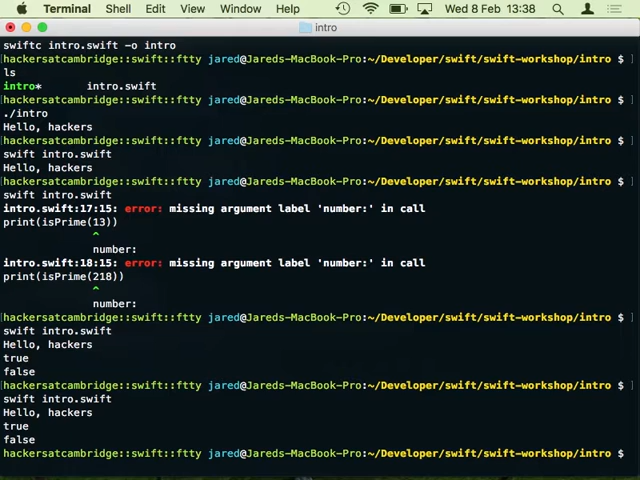 Terminal Shell Edit View Window Help Wed 8 Feb 13:38
intro
swiftc intro.swift -o intro
[hackersatcambridge::swift::ftty jared@Jareds-MacBook-Pro:~/Developer/swift/swift-workshop/intro $ ]
ls
intro* intro.swift
[hackersatcambridge::swift::ftty jared@Jareds-MacBook-Pro:~/Developer/swift/swift-workshop/intro $ ]
./intro
Hello, hackers
[hackersatcambridge::swift::ftty jared@Jareds-MacBook-Pro:~/Developer/swift/swift-workshop/intro $ ]
swift intro.swift
Hello, hackers
[hackersatcambridge::swift::ftty jared@Jareds-MacBook-Pro:~/Developer/swift/swift-workshop/intro $ ]
swift intro.swift
intro.swift:17:15: error: missing argument label 'number:' in call
print(isPrime(13))
^
number:
intro.swift:18:15: error: missing argument label 'number:' in call
print(isPrime(218))
^
number:
[hackersatcambridge::swift::ftty jared@Jareds-MacBook-Pro:~/Developer/swift/swift-workshop/intro $ ]
swift intro.swift
Hello, hackers
true
false
[hackersatcambridge::swift::ftty jared@Jareds-MacBook-Pro:~/Developer/swift/swift-workshop/intro $ ]
swift intro.swift
Hello, hackers
true
false
hackersatcambridge::swift::ftty jared@Jareds-MacBook-Pro:~/Developer/swift/swift-workshop/intro $